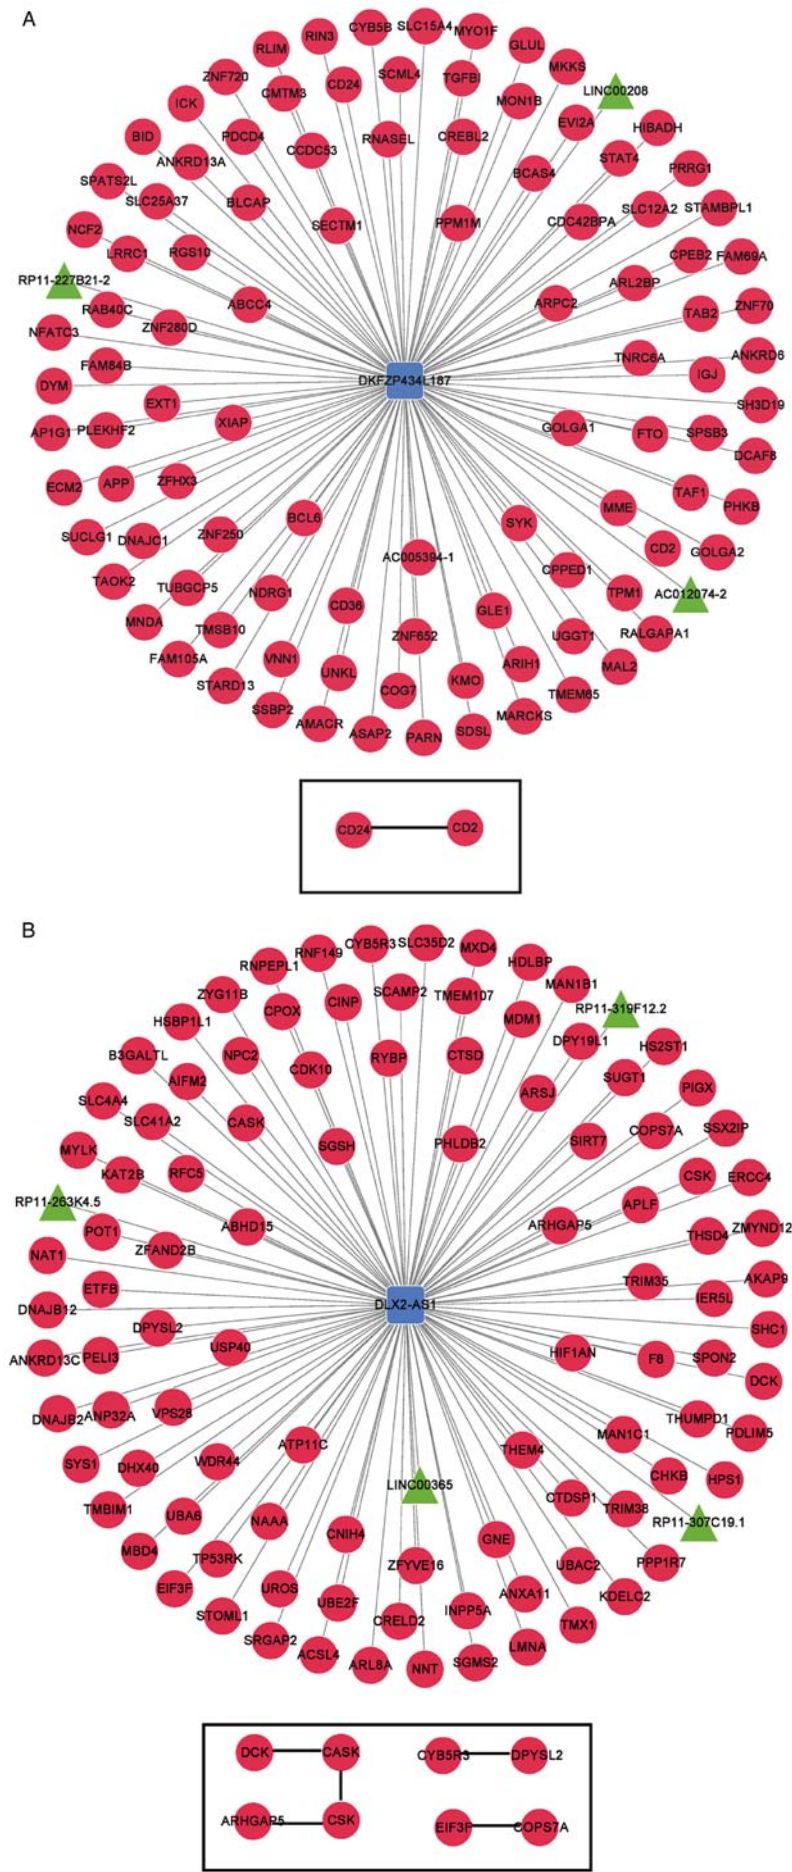 A
CYB5B
SLC15A4
MYO1F
RIN3
GLUL
RLIM
MKKS
ZNF720
CMTM3
CD24
SCML4
TGFBI
LINC00208
ICK
MON1B
EVI2A
HIBADH
BID
PDCD4
CCDC53
RNASEL
CREBL2
STAT4
ANKRD13A
BCAS4
PRRG1
SPATS2L
SLC25A37
BLCAP
SLC12A2
STAMBPL1
NCF2
SECTM1
PPM1M
CDC42BPA
LRRC1
RGS10
CPEB2
FAM69A
RP11-227B21-2
ARL2BP
RAB40C
ABCC4
ARPC2
ZNF70
NFATC3
ZNF280D
TAB2
FAM84B
TNRC6A
ANKRD6
DYM
DKFZP434L187
IGJ
EXT1
SH3D19
AP1G1
PLEKHF2
XIAP
GOLGA1
FTO
SPSB3
DCAF8
ECM2
APP
ZFHX3
TAF1
PHKB
BCL6
SYK
MME
SUCLG1
DNAJC1
ZNF250
CD2
GOLGA2
AC005394-1
TAOK2
TUBGCP5
NDRG1
CPPED1
TPM1
AC012074-2
MNDA
TMSB10
CD36
GLE1
ZNF652
UGGT1
RALGAPA1
FAM105A
VNN1
UNKL
ARIH1
MAL2
STARD13
COG7
KMO
TMEM65
SSBP2
AMACR
ASAP2
PARN
SDSL
MARCKS
CD24
CD2
B
CYB5R3
SLC35D2
MXD4
RNF149
HDLBP
RNPEPL1
MAN1B1
ZYG11B
CPOX
CINP
SCAMP2
TMEM107
RP11-319F12.2
HSBP1L1
MDM1
DPY19L1
HS2ST1
B3GALTL
NPC2
CDK10
RYBP
CTSD
SUGT1
AIFM2
ARSJ
PIGX
SLC4A4
SLC41A2
CASK
COPS7A
SSX2IP
MYLK
SGSH
PHLDB2
SIRT7
KAT2B
RFC5
CSK
ERCC4
RP11-263K4.5
APLF
POT1
ABHD15
ARHGAP5
ZMYND12
NAT1
ZFAND2B
THSD4
ETFB
TRIM35
AKAP9
DNAJB12
DLX2-AS1
IER5L
DPYSL2
SHC1
ANKRD13C
PELI3
USP40
HIF1AN
F8
SPON2
DCK
DNAJB2
ANP32A
VPS28
THUMPD1
PDLIM5
ATP11C
THEM4
MAN1C1
SYS1
DHX40
WDR44
CHKB
HPS1
LINC00365
TMBIM1
UBA6
NAAA
CTDSP1
TRIM38
RP11-307C19.1
MBD4
TP53RK
CNIH4
GNE
ZFYVE16
UBAC2
PPP1R7
EIF3F
UROS
UBE2F
ANXA11
KDELC2
STOML1
CRELD2
INPP5A
TMX1
SRGAP2
ACSL4
ARL8A
NNT
SGMS2
LMNA
DCK
CASK
CYB5R3
DPYSL2
ARHGAP5
CSK
EIF3F
COPS7A